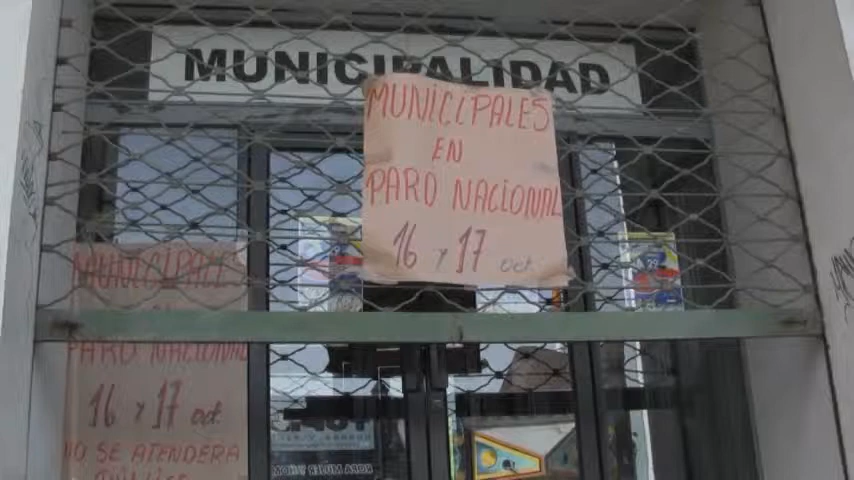 MUNICIPALIDAD
MUNICIPALES
EN
PARO NACIONAL
16 Y 17 oct.
MUNICIPALES
PARO NACIONAL
16 Y 17 oct.
NO SE ATENDERA